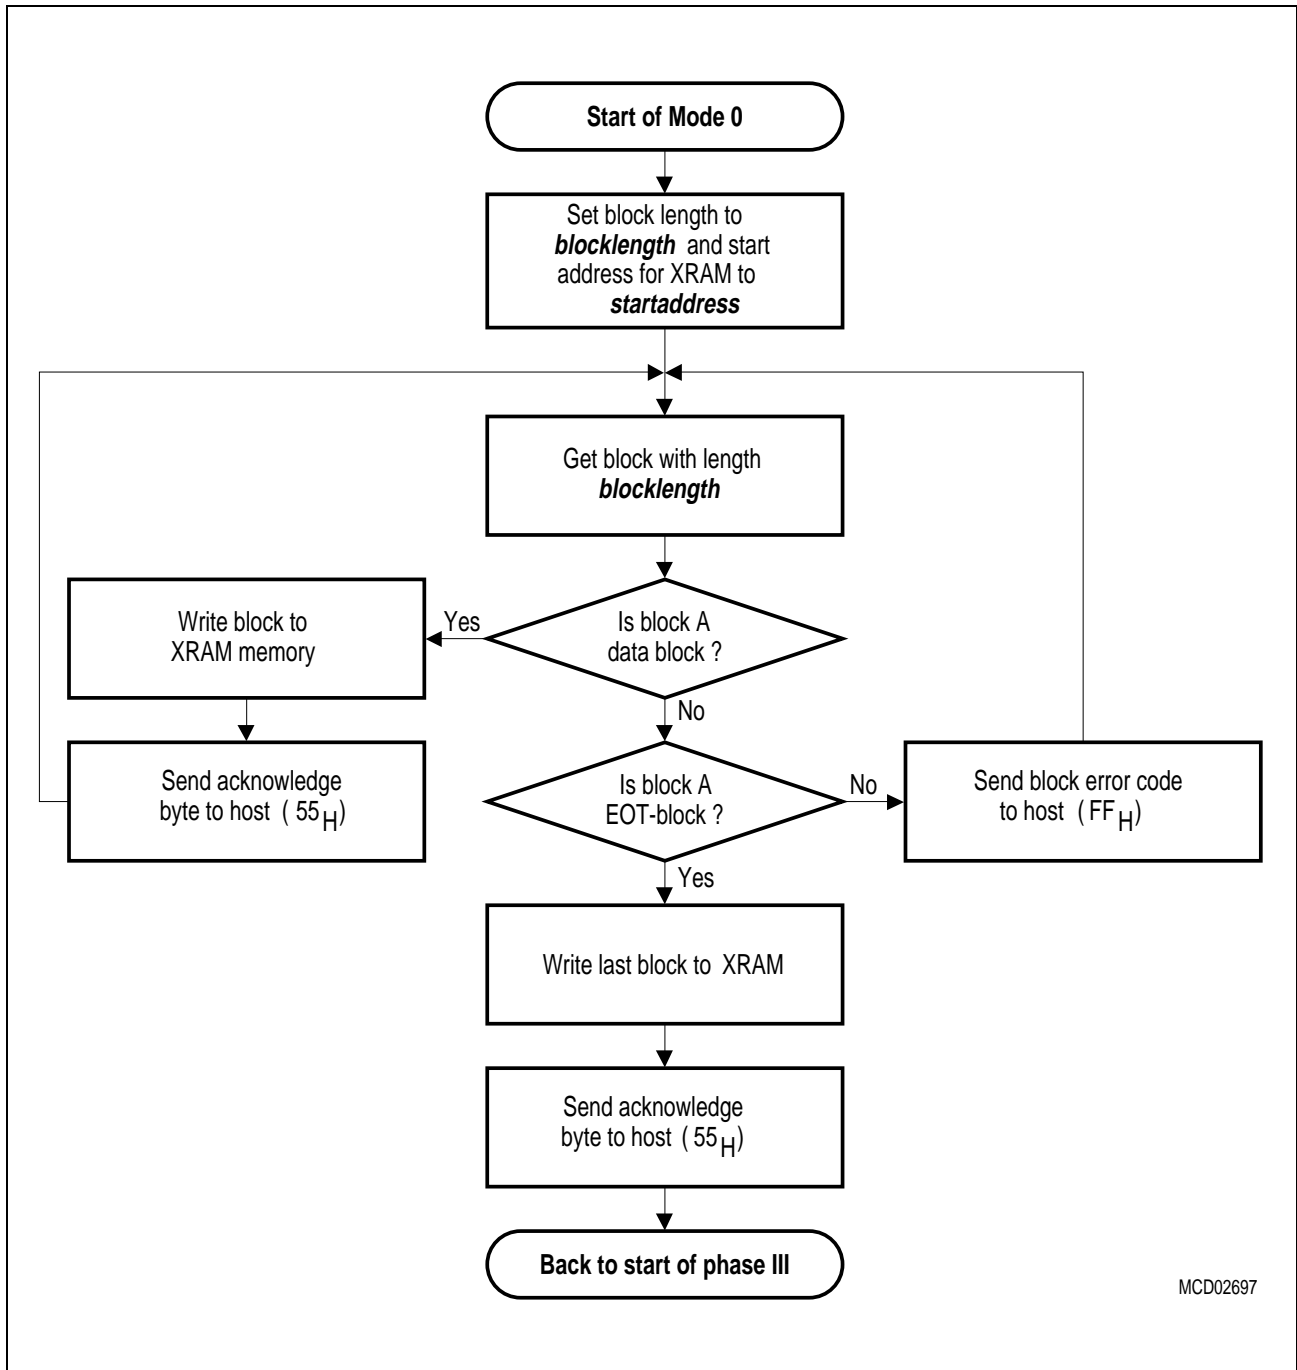 Start of Mode 0
Set block length to
blocklength and start
address for XRAM to
startaddress
Get block with length
blocklength
Write block to
XRAM memory
Yes
Is block A
data block ?
No
Send acknowledge
byte to host ( 55H)
Is block A
EOT-block ?
No
Send block error code
to host ( FFH)
Yes
Write last block to XRAM
Send acknowledge
byte to host ( 55H)
Back to start of phase III
MCD02697